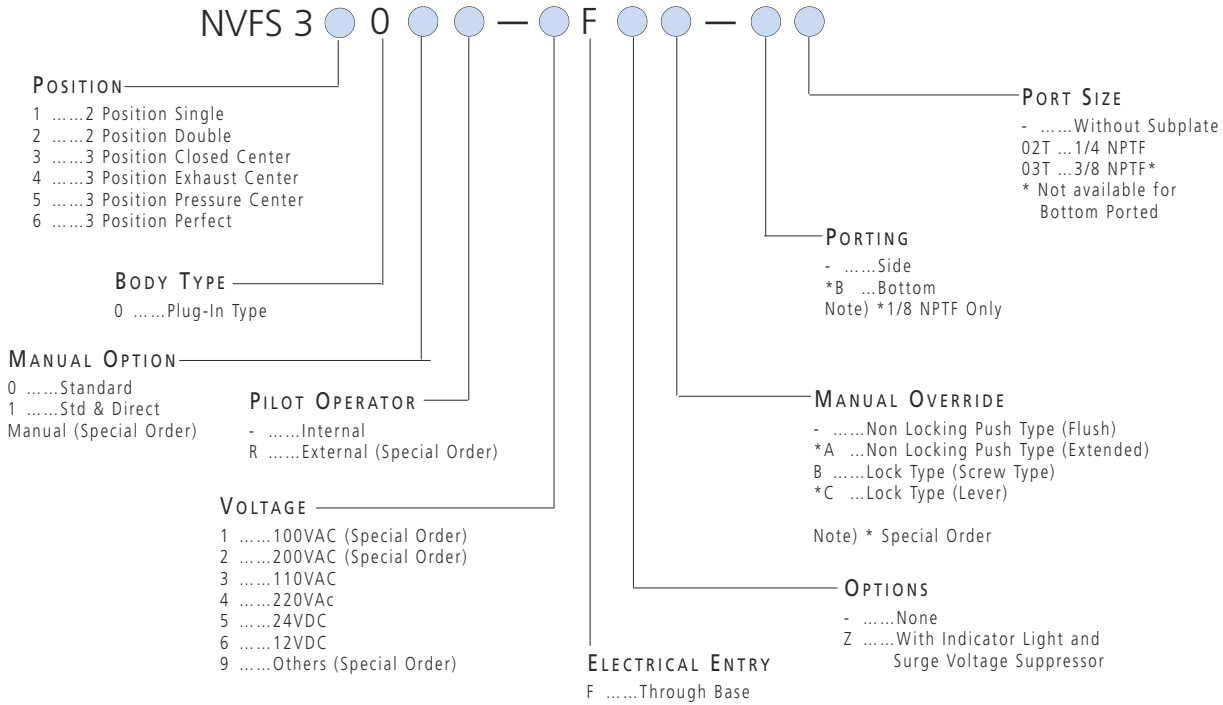 NVFS 3 0 — F —
POSITION
1 ......2 Position Single
2 ......2 Position Double
3 ......3 Position Closed Center
4 ......3 Position Exhaust Center
5 ......3 Position Pressure Center
6 ......3 Position Perfect
BODY TYPE
0 ......Plug-In Type
MANUAL OPTION
0 ......Standard
1 ......Std & Direct
Manual (Special Order)
PILOT OPERATOR
- ......Internal
R ......External (Special Order)
VOLTAGE
1 ......100VAC (Special Order)
2 ......200VAC (Special Order)
3 ......110VAC
4 ......220VAc
5 ......24VDC
6 ......12VDC
9 ......Others (Special Order)
ELECTRICAL ENTRY
F ......Through Base
OPTIONS
- ......None
Z ......With Indicator Light and
Surge Voltage Suppressor
MANUAL OVERRIDE
- ......Non Locking Push Type (Flush)
*A ...Non Locking Push Type (Extended)
B ......Lock Type (Screw Type)
*C ...Lock Type (Lever)
Note) * Special Order
PORTING
- ......Side
*B ...Bottom
Note) *1/8 NPTF Only
PORT SIZE
- ......Without Subplate
02T ...1/4 NPTF
03T ...3/8 NPTF*
* Not available for
Bottom Ported